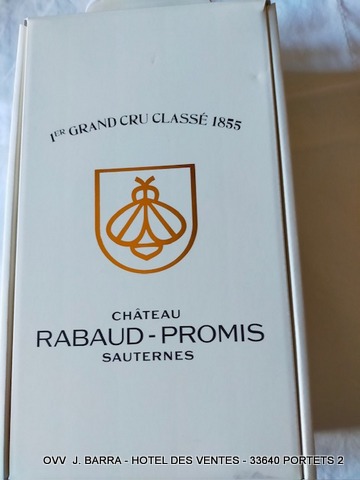 1ER GRAND CRU CLASSÉ 1855
CHÂTEAU
RABAUD-PROMIS
SAUTERNES
OVV J. BARRA - HOTEL DES VENTES - 33640 PORTETS 2